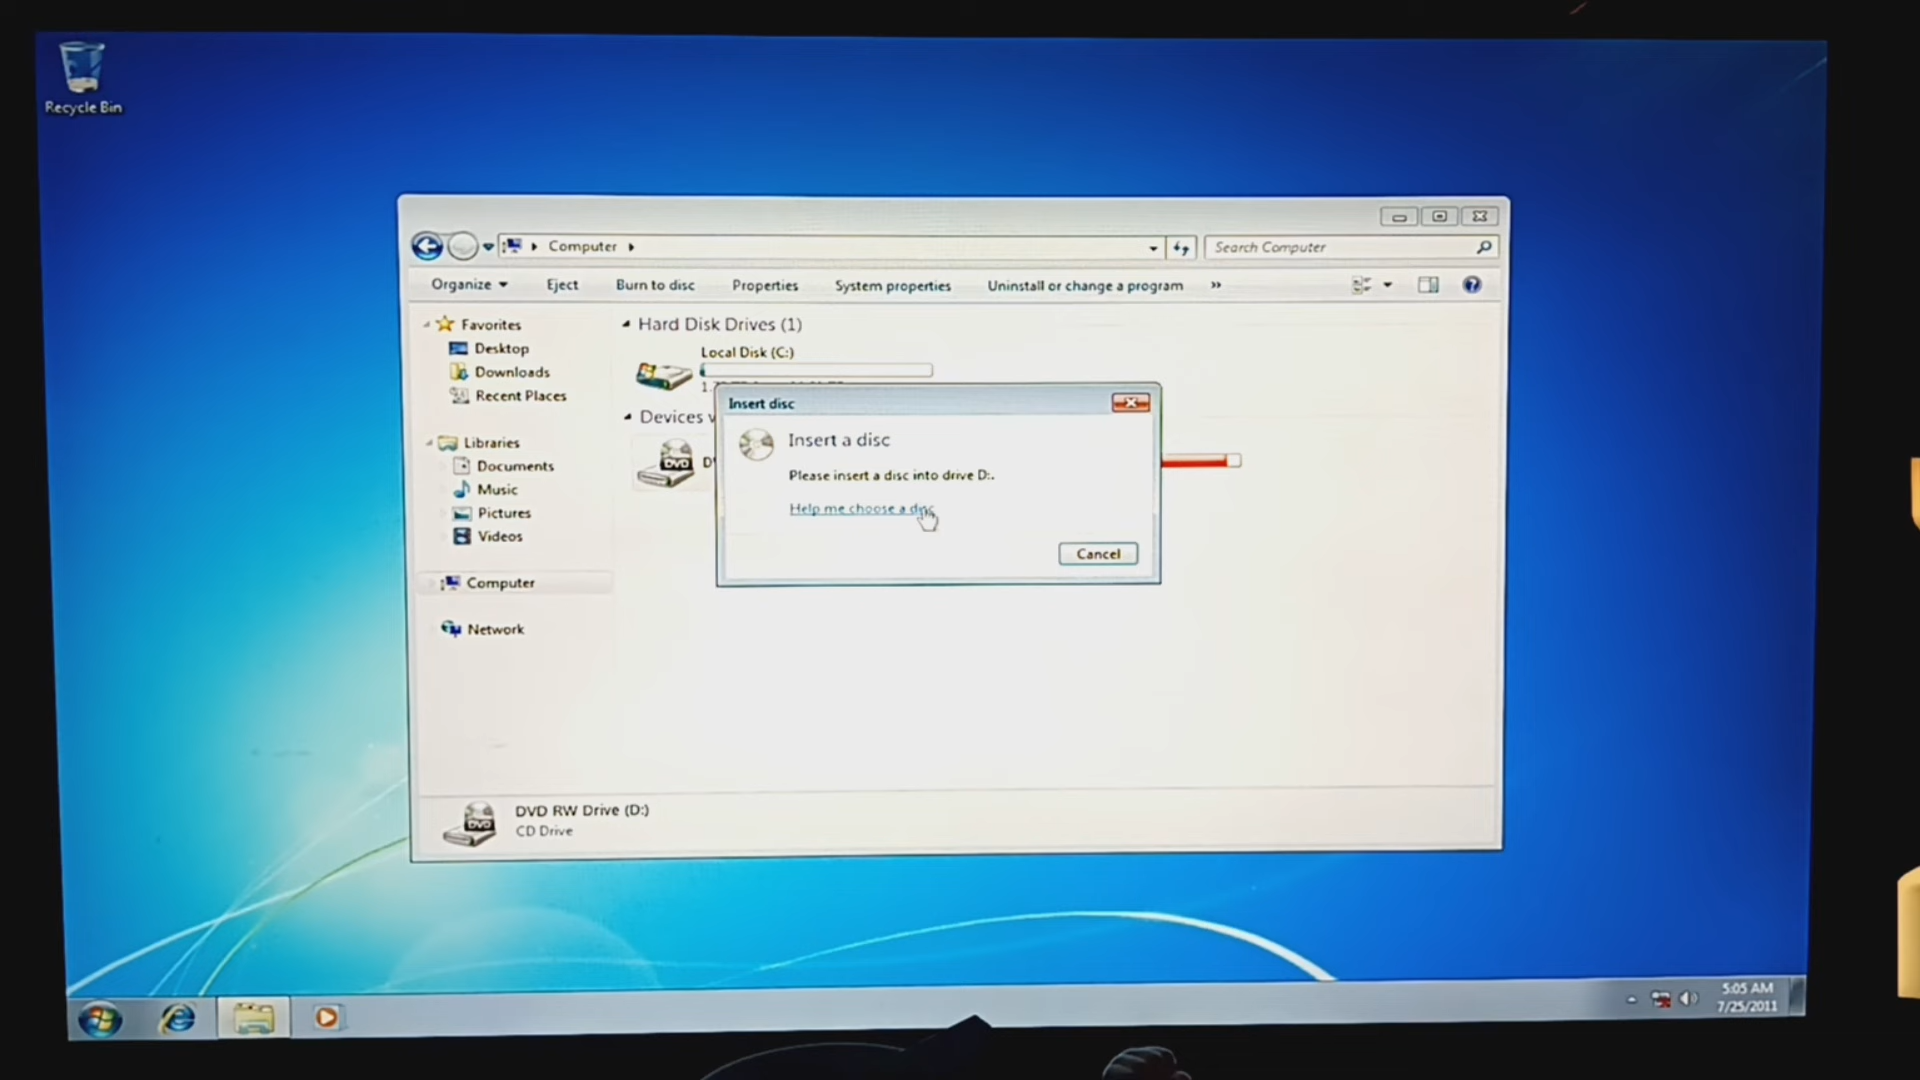 Recycle Bin
Computer
Search Computer
Organize
Eject
Burn to disc
Properties
System properties
Uninstall or change a program
»
Favorites
Desktop
Downloads
Recent Places
Libraries
Documents
Music
Pictures
Videos
Computer
Network
Hard Disk Drives (1)
Local Disk (C:)
Devices
DVD
Insert disc
Insert a disc
Please insert a disc into drive D:.
Help me choose a disc
Cancel
DVD
DVD RW Drive (D:)
CD Drive
5:05 AM
7/25/2011